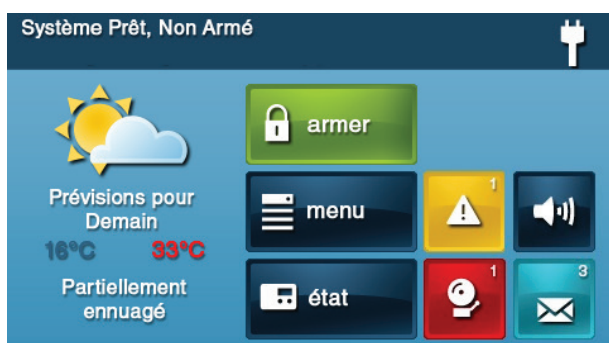 Système Prêt, Non Armé
armer
Prévisions pour
Demain
16°C 33°C
Partiellement
ennuagé
menu
1
état
1
3